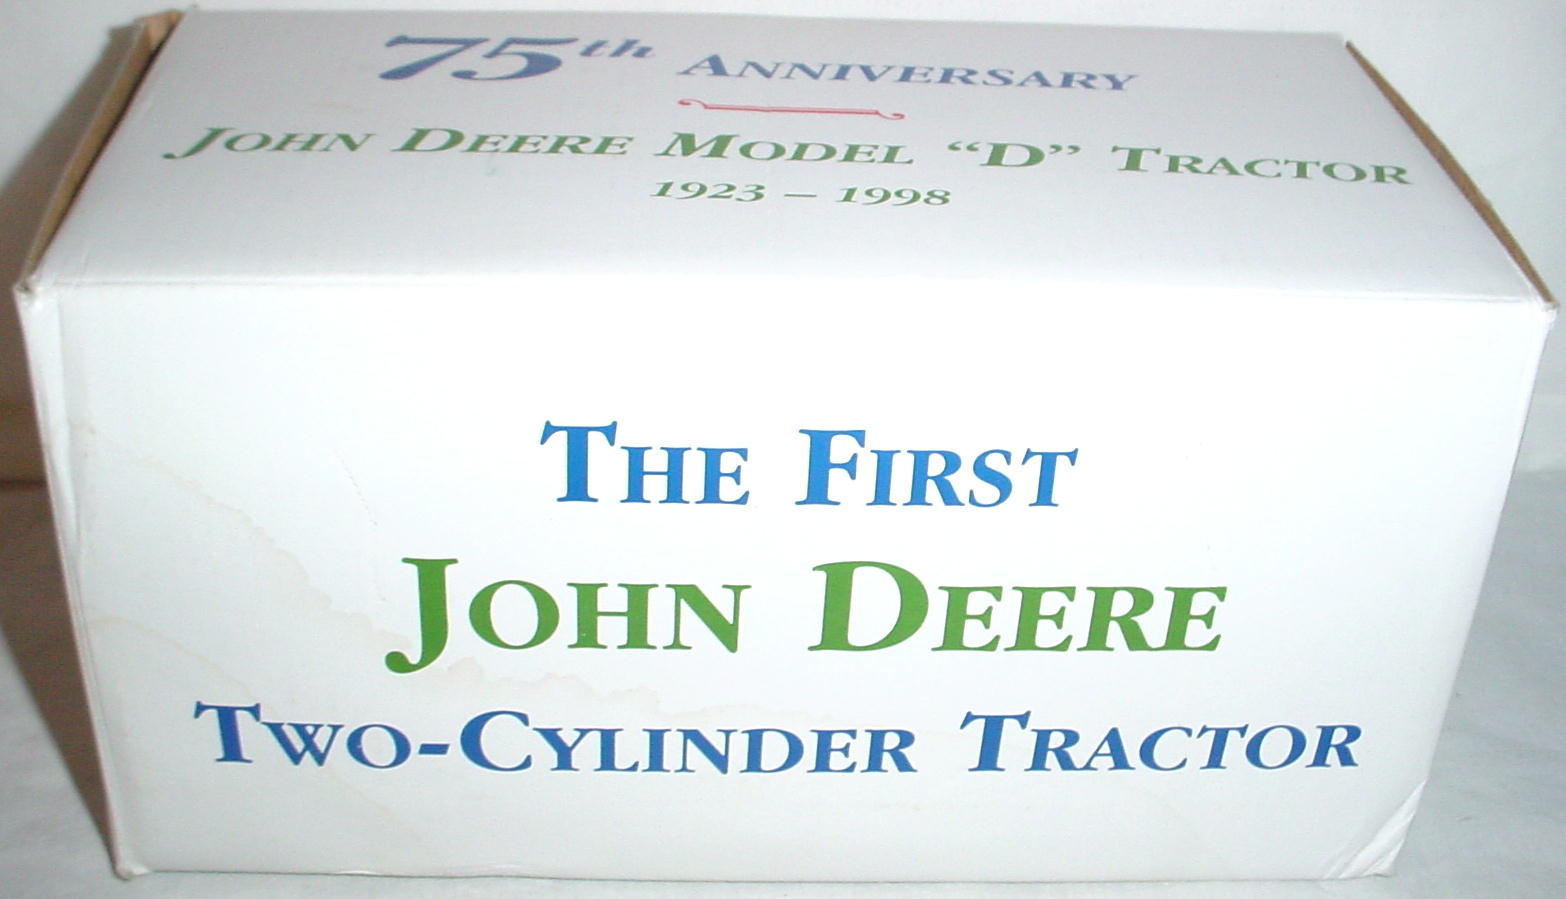 75th Anniversary
John Deere Model “D” Tractor
1923 – 1998
The First
John Deere
Two-Cylinder Tractor